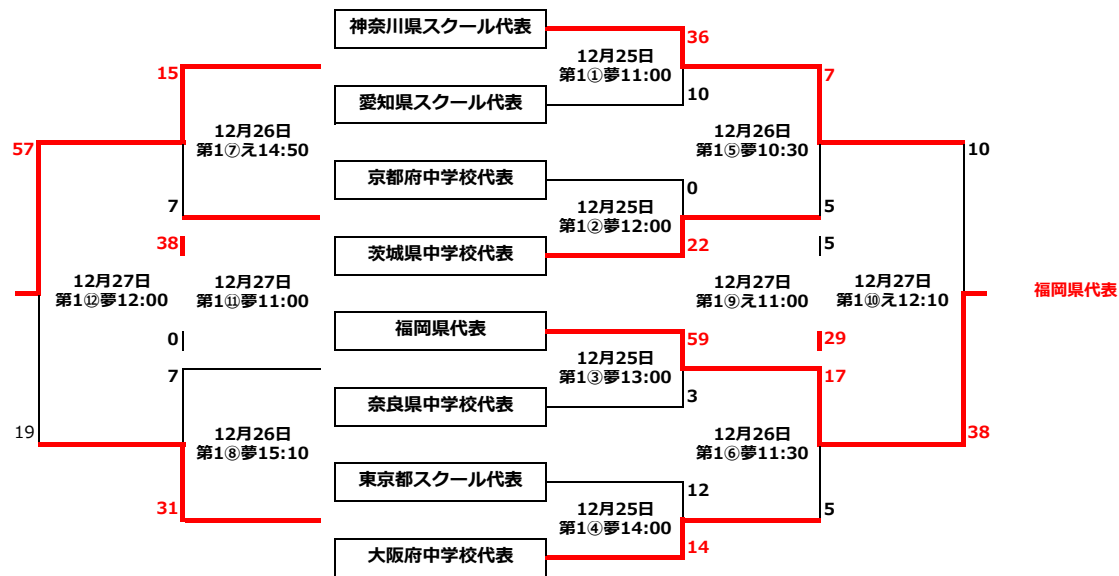 神奈川県スクール代表
36
12月25日
第1①夢11:00
15
7
愛知県スクール代表
10
12月26日
第1⑦え14:50
12月26日
第1⑤夢10:30
57
10
京都府中学校代表
0
7
12月25日
第1②夢12:00
5
38
茨城県中学校代表
22
5
12月27日
第1⑫夢12:00
12月27日
第1⑪夢11:00
12月27日
第1⑨え11:00
12月27日
第1⑩え12:10
福岡県代表
福岡県代表
59
0
29
12月25日
第1③夢13:00
7
17
奈良県中学校代表
3
19
12月26日
第1⑧夢15:10
12月26日
第1⑥夢11:30
38
東京都スクール代表
12
31
12月25日
第1④夢14:00
5
大阪府中学校代表
14